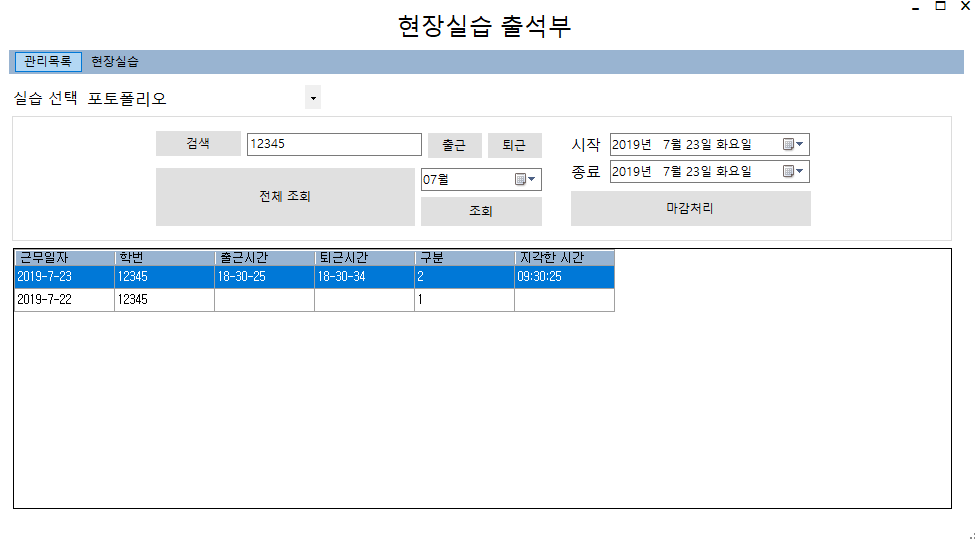 현장실습 출석부
관리목록 현장실습
실습 선택 포토폴리오
검색 12345 출근 퇴근 시작 2019년 7월 23일 화요일
전체 조회 07월 종료 2019년 7월 23일 화요일
조회 마감처리
근무일자 학번 출근시간 퇴근시간 구분 지각한 시간
2019-7-23 12345 18-30-25 18-30-34 2 09:30:25
2019-7-22 12345 1